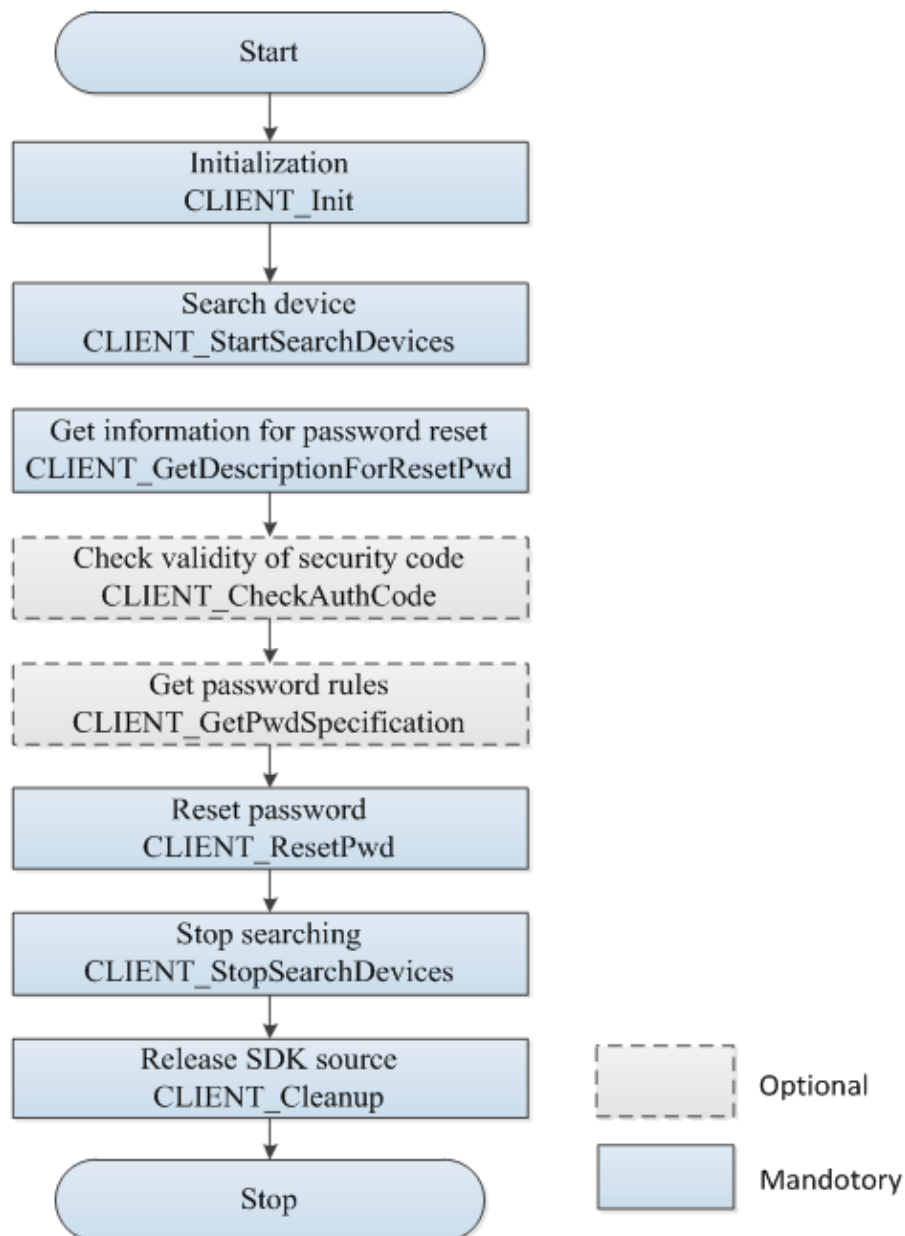 Start
Initialization
CLIENT_Init
Search device
CLIENT_StartSearchDevices
Get information for password reset
CLIENT_GetDescriptionForResetPwd
Check validity of security code
CLIENT_CheckAuthCode
Get password rules
CLIENT_GetPwdSpecification
Reset password
CLIENT_ResetPwd
Stop searching
CLIENT_StopSearchDevices
Release SDK source
CLIENT_Cleanup
Stop
Optional
Mandotory